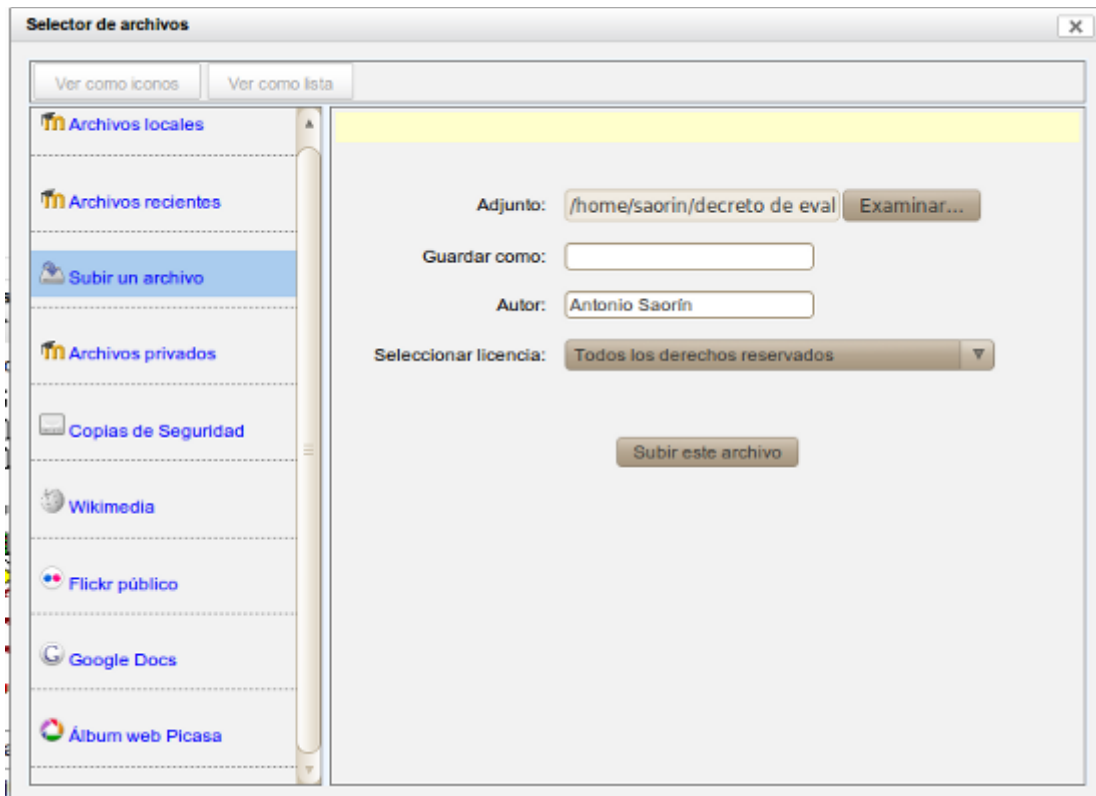 Selector de archivos
Ver como iconos
Ver como lista
Archivos locales
Archivos recientes
Subir un archivo
Archivos privados
Copias de Seguridad
Wikimedia
Flickr público
Google Docs
Álbum web Picasa
Adjunto: /home/saorin/decreto de eval Examinar...
Guardar como:
Autor: Antonio Saorín
Seleccionar licencia: Todos los derechos reservados
Subir este archivo